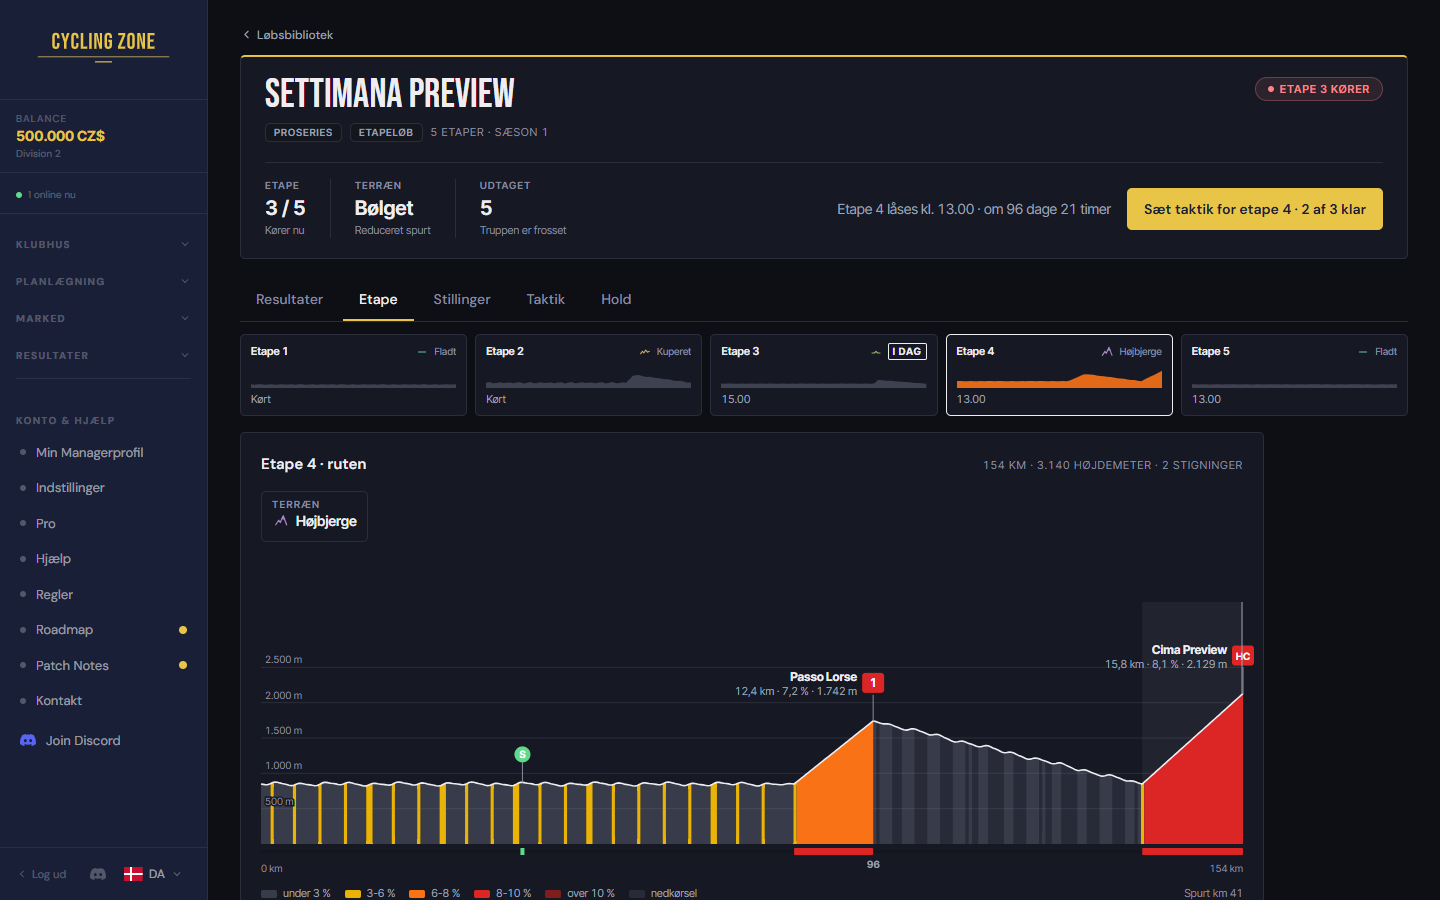 CYCLING ZONE
BALANCE
500.000 CZ$
Division 2
1 online nu
KLUBHUS
PLANLÆGNING
MARKED
RESULTATER
KONTO & HJÆLP
Min Managerprofil
Indstillinger
Pro
Hjælp
Regler
Roadmap
Patch Notes
Kontakt
Join Discord
Log ud
DA
Løbsbibliotek
SETTIMANA PREVIEW
ETAPE 3 KØRER
PROSERIES ETAPELØB 5 ETAPER · SÆSON 1
ETAPE
3 / 5
Kører nu
TERRÆN
Bølget
Reduceret spurt
UDTAGET
5
Truppen er frosset
Etape 4 låses kl. 13.00 · om 96 dage 21 timer
Sæt taktik for etape 4 · 2 af 3 klar
Resultater Etape Stillinger Taktik Hold
Etape 1 Fladt
Kørt
Etape 2 Kuperet
Kørt
Etape 3 I DAG
15.00
Etape 4 Højbjerge
13.00
Etape 5 Fladt
13.00
Etape 4 · ruten
154 KM · 3.140 HØJDEMETER · 2 STIGNINGER
TERRÆN
Højbjerge
2.500 m
2.000 m
1.500 m
1.000 m
500 m
S
Passo Lorse
12,4 km · 7,2 % · 1.742 m
1
Cima Preview
15,8 km · 8,1 % · 2.129 m
HC
0 km
96
154 km
under 3 % 3-6 % 6-8 % 8-10 % over 10 % nedkørsel
Spurt km 41